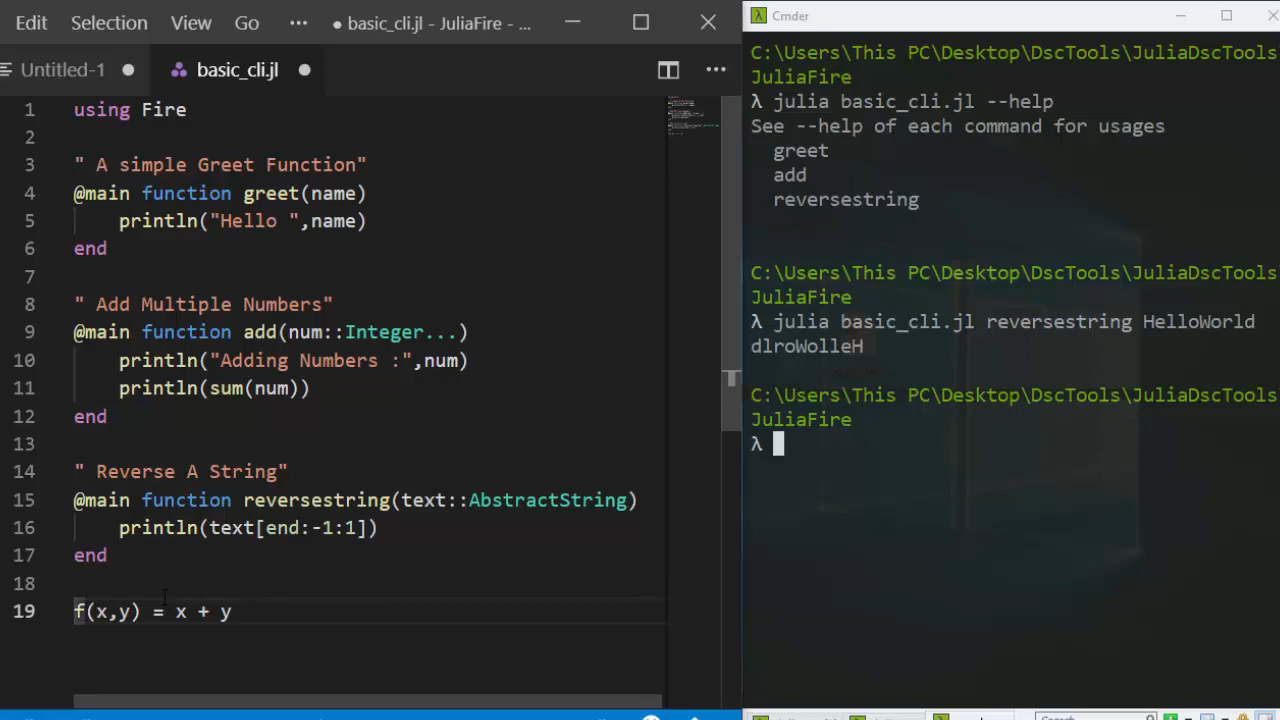 Edit Selection View Go ··· ● basic_cli.jl - JuliaFire - ...
Untitled-1 ● basic_cli.jl ●
1 using Fire
2
3 " A simple Greet Function"
4 @main function greet(name)
5 println("Hello ",name)
6 end
7
8 " Add Multiple Numbers"
9 @main function add(num::Integer...)
10 println("Adding Numbers :",num)
11 println(sum(num))
12 end
13
14 " Reverse A String"
15 @main function reversestring(text::AbstractString)
16 println(text[end:-1:1])
17 end
18
19 f(x,y) = x + y
λ Cmder
C:\Users\This PC\Desktop\DscTools\JuliaDscTools
JuliaFire
λ julia basic_cli.jl --help
See --help of each command for usages
greet
add
reversestring
C:\Users\This PC\Desktop\DscTools\JuliaDscTools
JuliaFire
λ julia basic_cli.jl reversestring HelloWorld
dlroWolleH
C:\Users\This PC\Desktop\DscTools\JuliaDscTools
JuliaFire
λ
Search